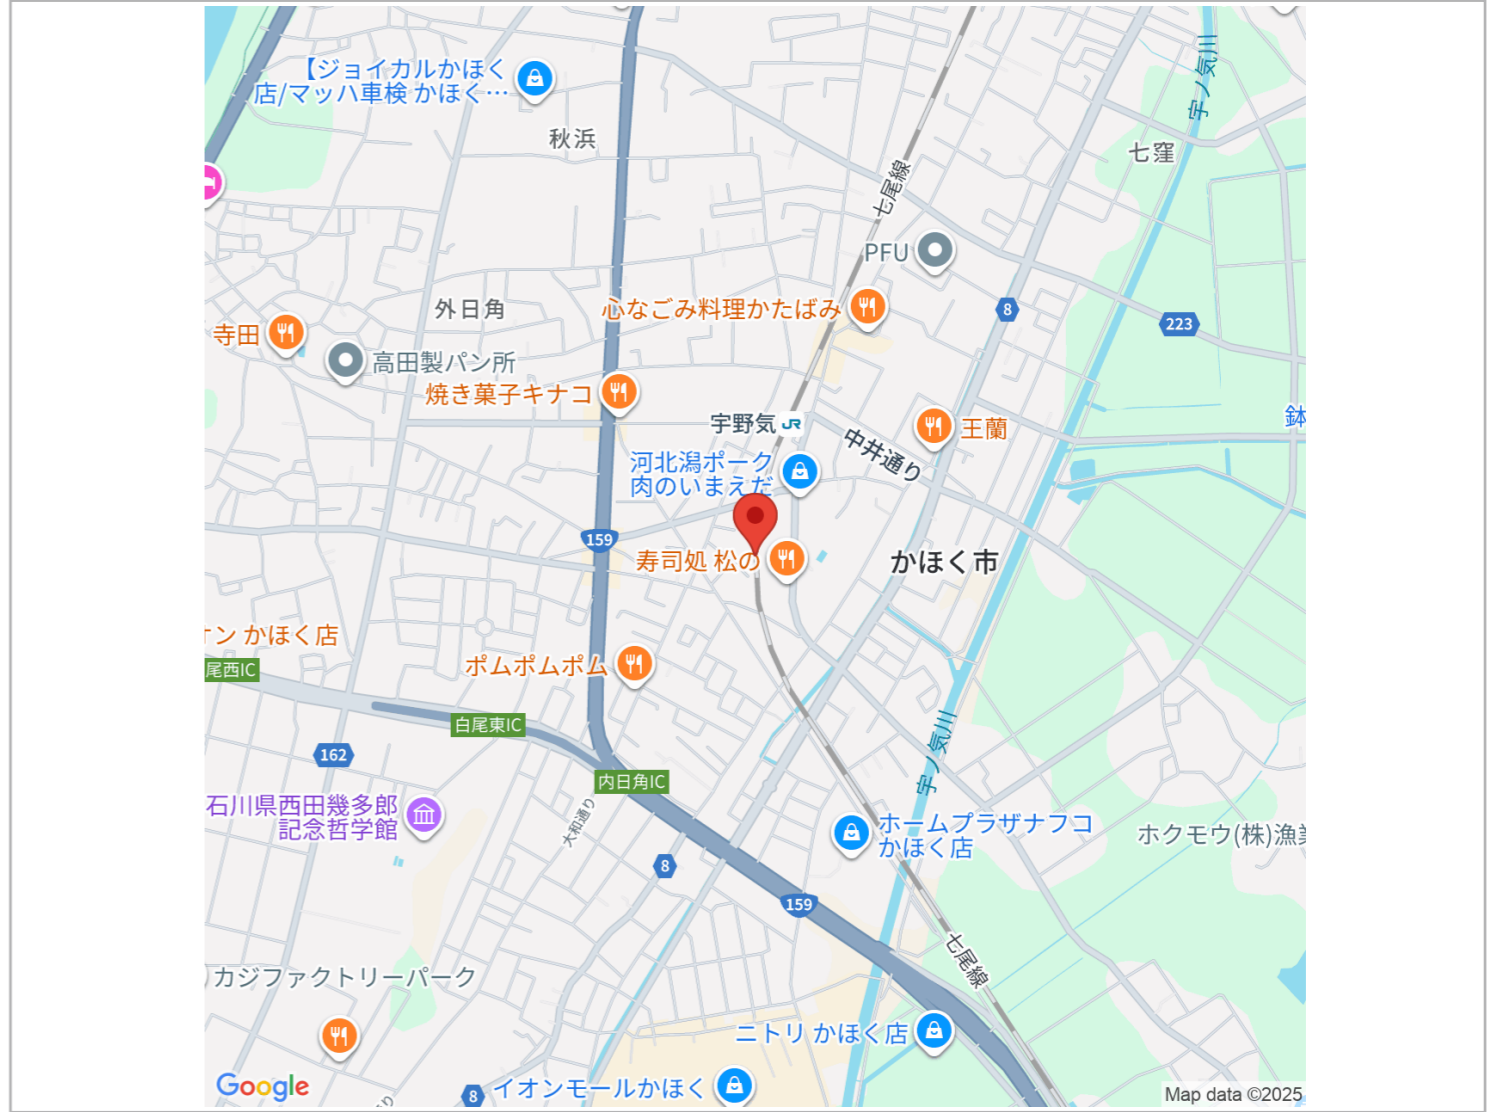 宇ノ気川
【ジョイカルかほく
店/マッハ車検 かほく…
秋浜
七窪
七尾線
PFU
外日角
心なごみ料理かたばみ
8
223
寺田
高田製パン所
焼き菓子キナコ
宇野気 JR
鉢
王蘭
中井通り
河北潟ポーク
肉のいまえだ
159
寿司処 松の
かほく市
オン かほく店
尾西IC
ポムポムポム
白尾東IC
162
内日角IC
宇ノ気川
石川県西田幾多郎
記念哲学館
大和通り
ホームプラザナフコ
かほく店
ホクモウ(株)漁業
8
159
七尾線
カジファクトリーパーク
ニトリ かほく店
イオンモールかほく
8
Google
Map data ©2025